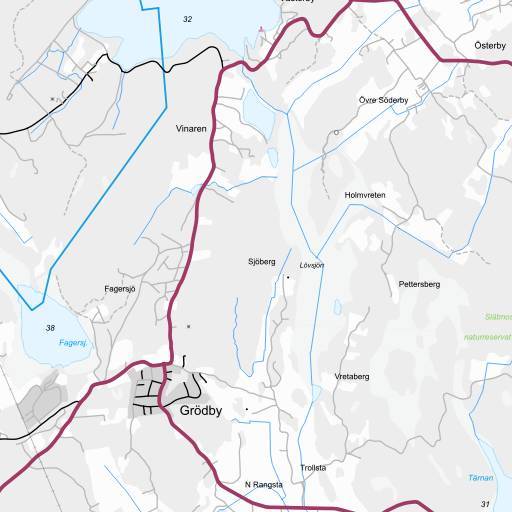 32
Österby
Övre Söderby
Vinaren
Holmvreten
Sjöberg
Lövsjön
Fagersjö
Pettersberg
38
naturreservat
Fagersj.
Vretaberg
Grödby
Trollsta
Tärnan
N Rangsta
31